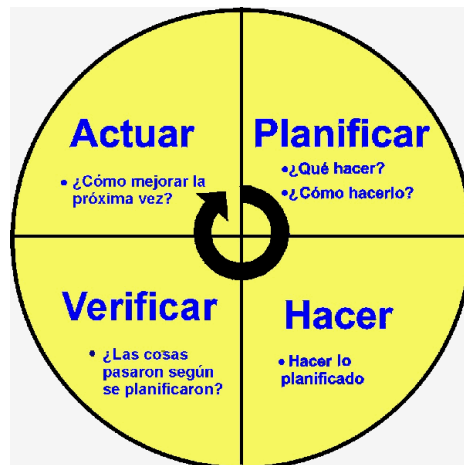 Actuar
• ¿Cómo mejorar la
próxima vez?
Planificar
•¿Qué hacer?
•¿Cómo hacerlo?
Verificar
• ¿Las cosas
pasaron según
se planificaron?
Hacer
• Hacer lo
planificado